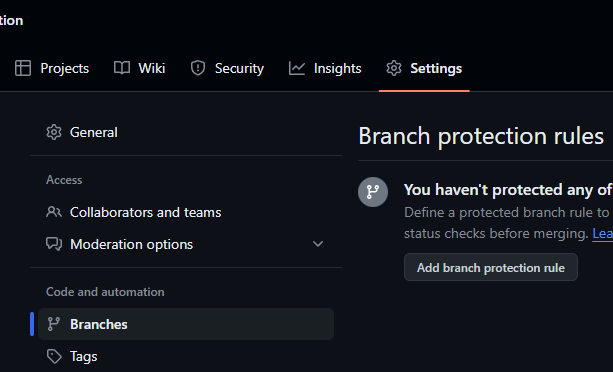 tion
Projects Wiki Security Insights Settings
General
Access
Collaborators and teams
Moderation options
Code and automation
Branches
Tags
Branch protection rules
You haven't protected any of
Define a protected branch rule to
status checks before merging. Lea
Add branch protection rule